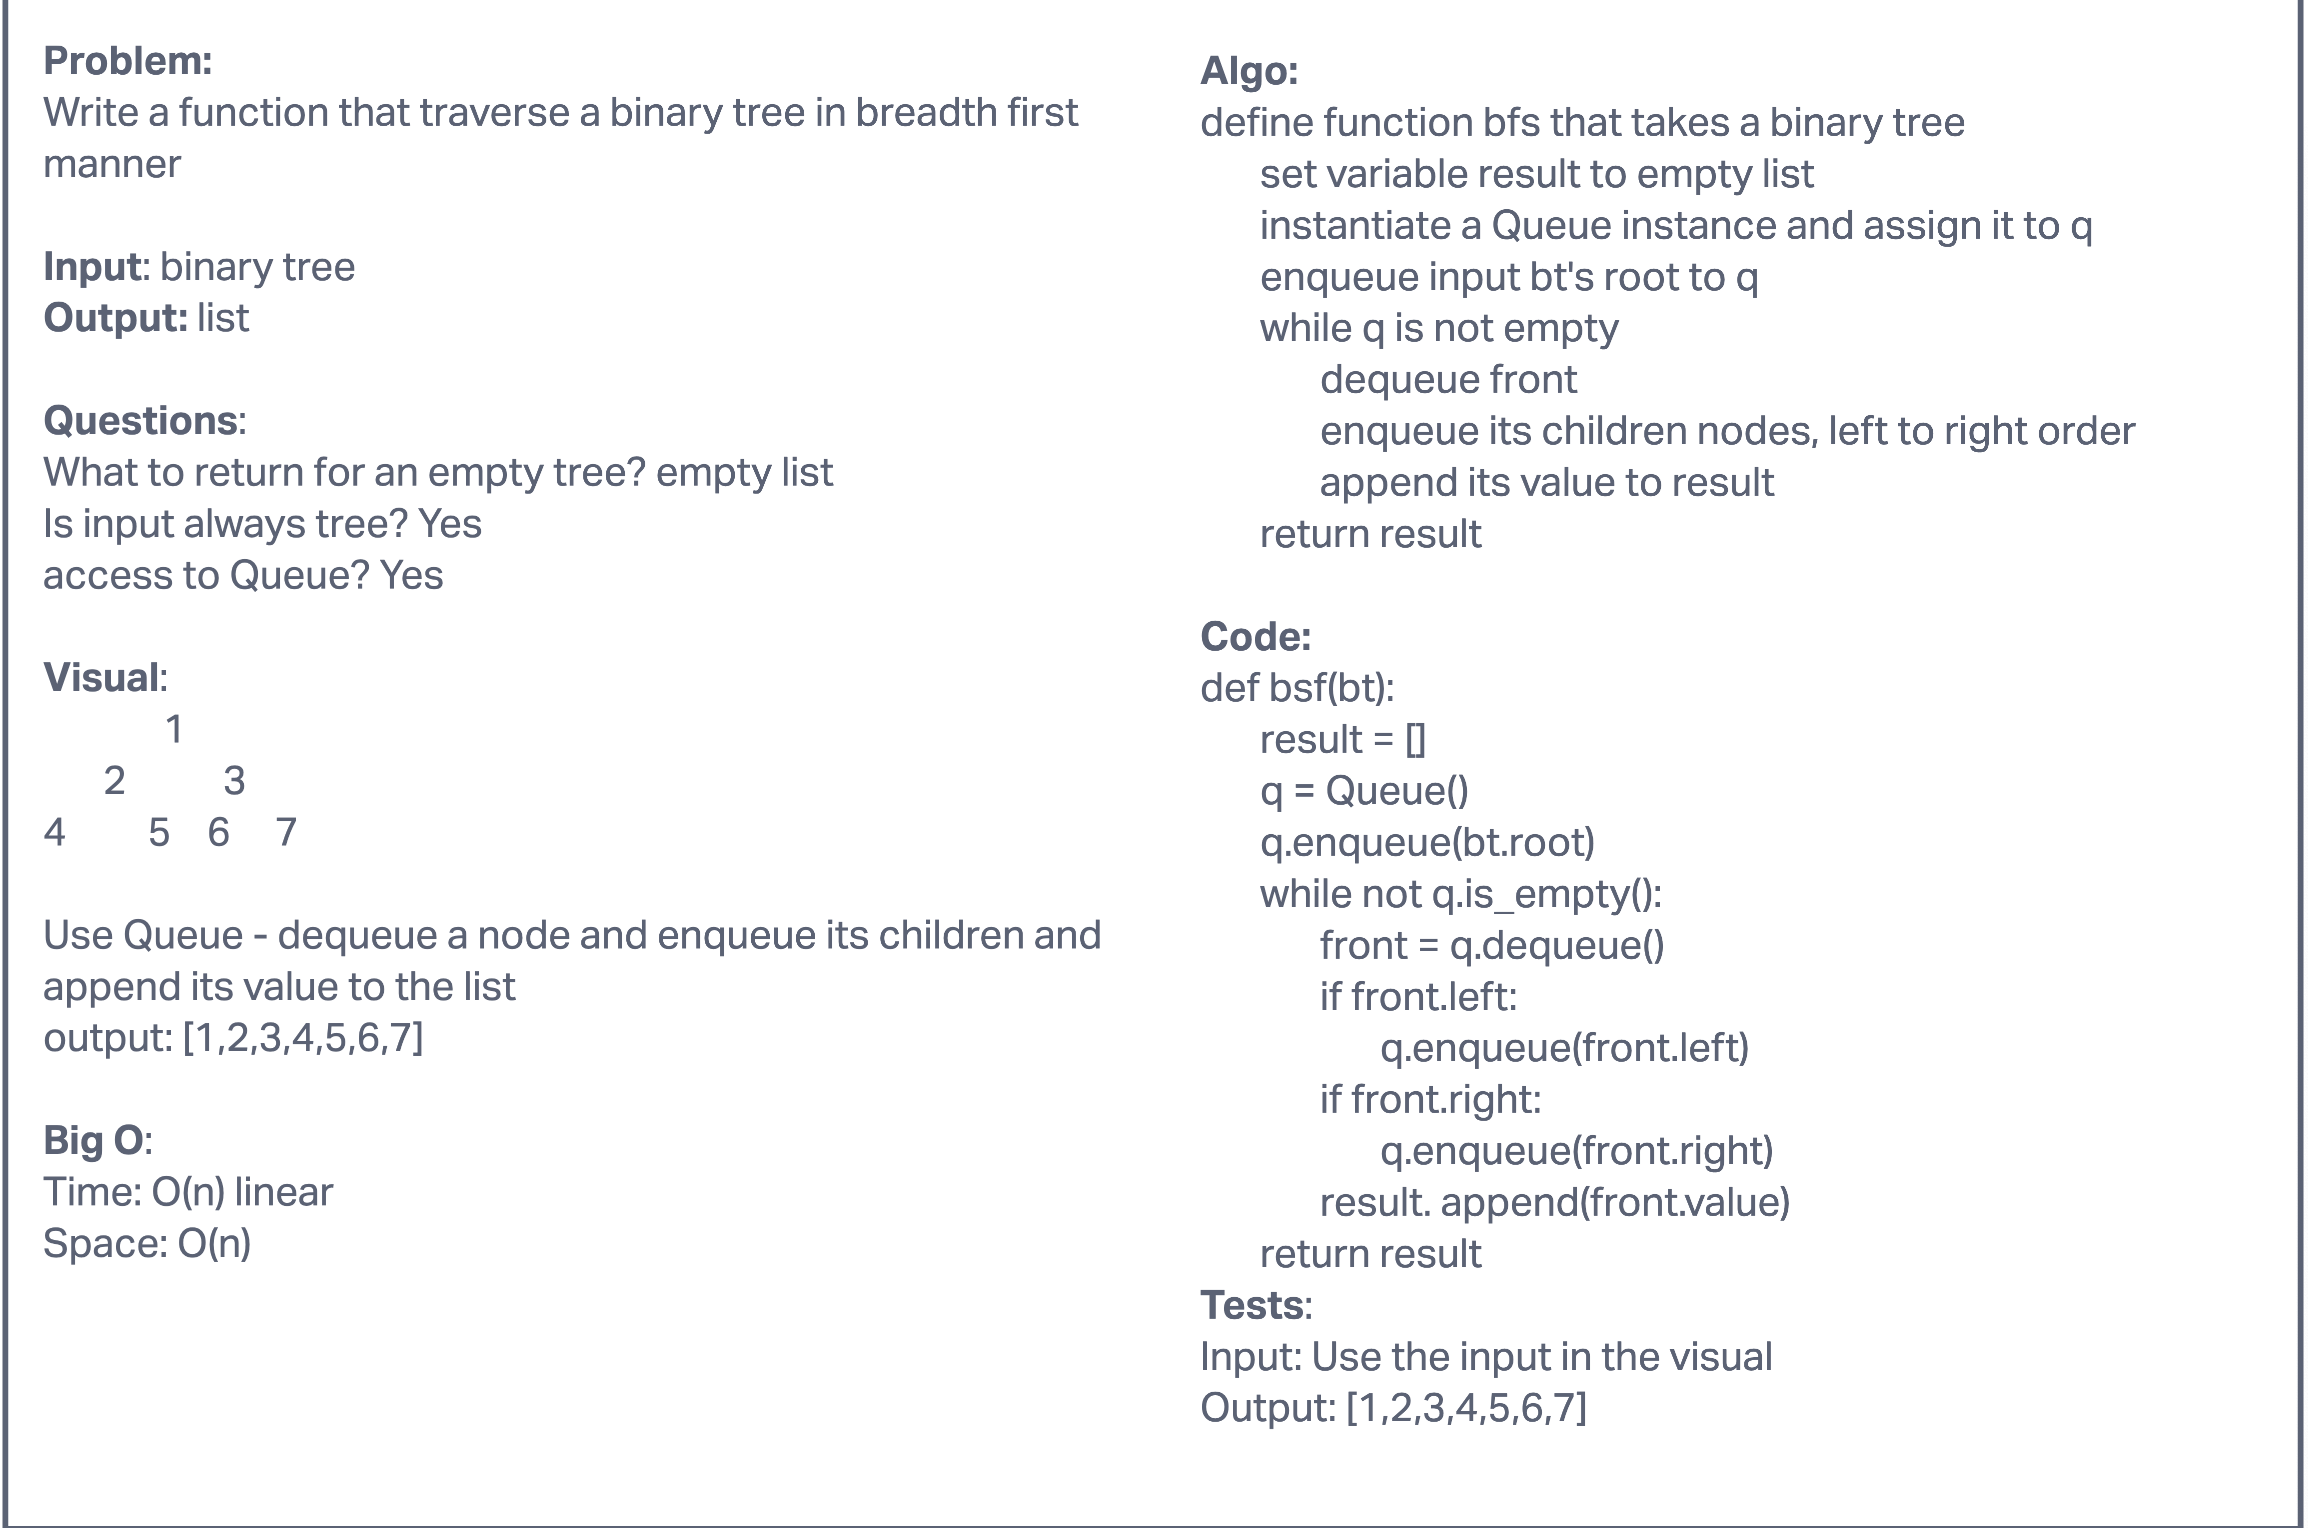 Problem:
Write a function that traverse a binary tree in breadth first
manner
Input: binary tree
Output: list
Questions:
What to return for an empty tree? empty list
Is input always tree? Yes
access to Queue? Yes
Visual:
1
2 3
4 5 6 7
Use Queue - dequeue a node and enqueue its children and
append its value to the list
output: [1,2,3,4,5,6,7]
Big O:
Time: O(n) linear
Space: O(n)
Algo:
define function bfs that takes a binary tree
set variable result to empty list
instantiate a Queue instance and assign it to q
enqueue input bt's root to q
while q is not empty
dequeue front
enqueue its children nodes, left to right order
append its value to result
return result
Code:
def bsf(bt):
result = []
q = Queue()
q.enqueue(bt.root)
while not q.is_empty():
front = q.dequeue()
if front.left:
q.enqueue(front.left)
if front.right:
q.enqueue(front.right)
result. append(front.value)
return result
Tests:
Input: Use the input in the visual
Output: [1,2,3,4,5,6,7]